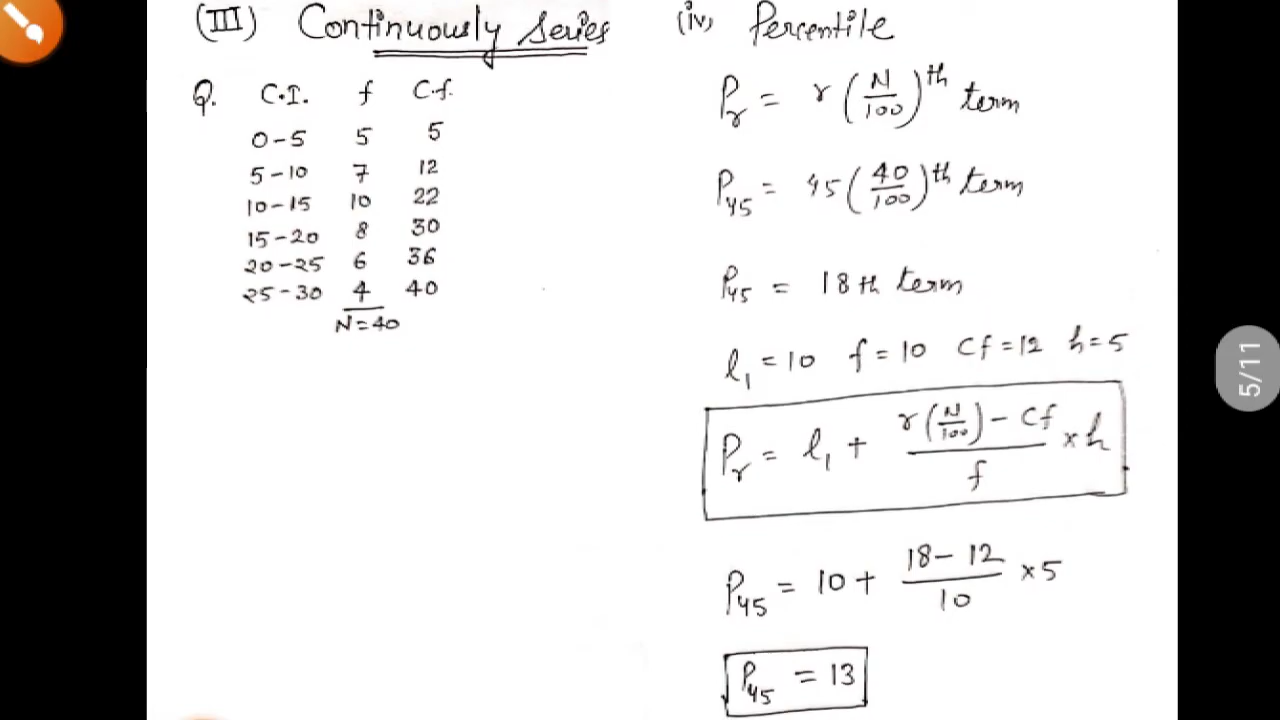 (III) Continuously Series
Q. C.I. f C.f.
0-5 5 5
5-10 7 12
10-15 10 22
15-20 8 30
20-25 6 36
25-30 4 40
N=40
(iv) Percentile
Pr = r (N/100)th term
P45 = 45 (40/100)th term
P45 = 18th term
l1 = 10 f = 10 Cf = 12 h = 5
Pr = l1 + r(N/100) - Cf / f × h
P45 = 10 + 18 - 12 / 10 × 5
P45 = 13
5/11